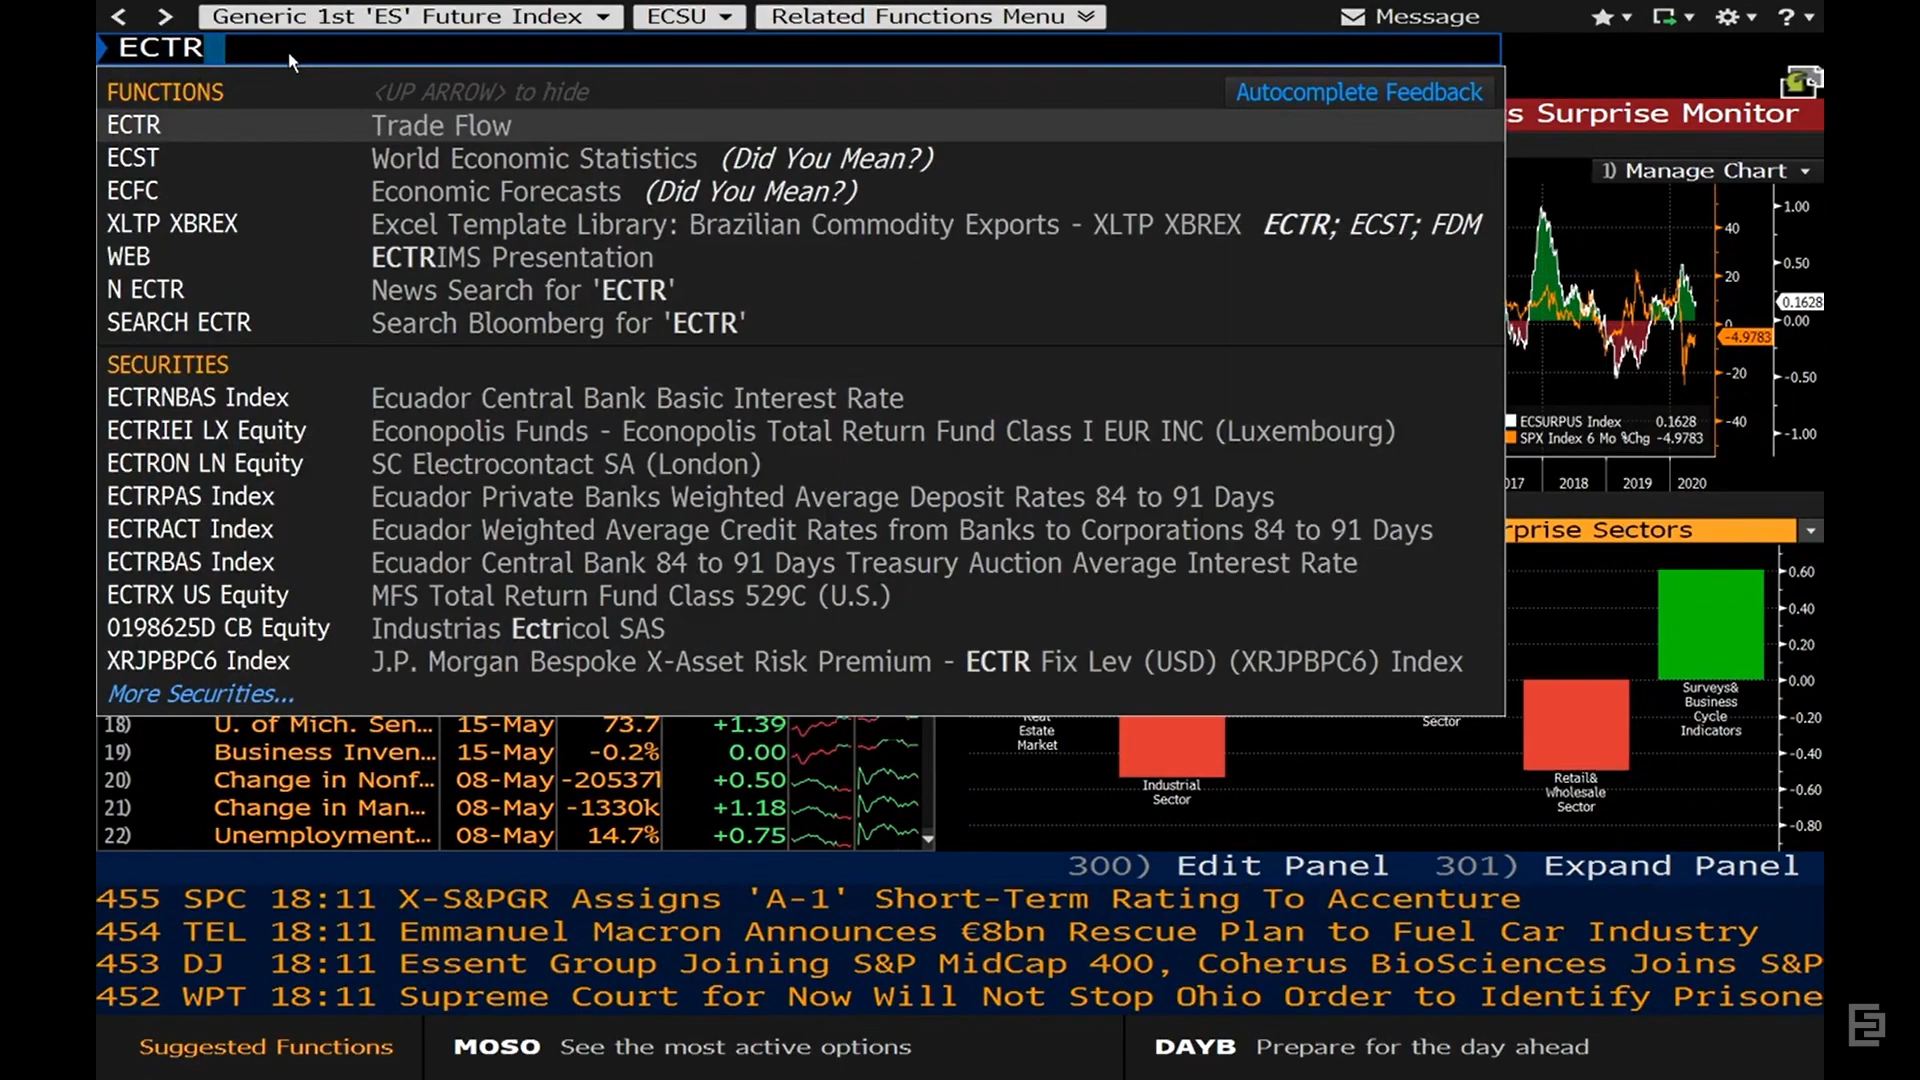 Generic 1st 'ES' Future Index ECSU Related Functions Menu Message ?
ECTR
FUNCTIONS <UP ARROW> to hide Autocomplete Feedback
ECTR Trade Flow
ECST World Economic Statistics (Did You Mean?)
ECFC Economic Forecasts (Did You Mean?)
XLTP XBREX Excel Template Library: Brazilian Commodity Exports - XLTP XBREX ECTR; ECST; FDM
WEB ECTRIMS Presentation
N ECTR News Search for 'ECTR'
SEARCH ECTR Search Bloomberg for 'ECTR'
SECURITIES
ECTRNBAS Index Ecuador Central Bank Basic Interest Rate
ECTRIEI LX Equity Econopolis Funds - Econopolis Total Return Fund Class I EUR INC (Luxembourg)
ECTRON LN Equity SC Electrocontact SA (London)
ECTRPAS Index Ecuador Private Banks Weighted Average Deposit Rates 84 to 91 Days
ECTRACT Index Ecuador Weighted Average Credit Rates from Banks to Corporations 84 to 91 Days
ECTRBAS Index Ecuador Central Bank 84 to 91 Days Treasury Auction Average Interest Rate
ECTRX US Equity MFS Total Return Fund Class 529C (U.S.)
0198625D CB Equity Industrias Ectricol SAS
XRJPBPC6 Index J.P. Morgan Bespoke X-Asset Risk Premium - ECTR Fix Lev (USD) (XRJPBPC6) Index
More Securities...
s Surprise Monitor
1) Manage Chart
1.00
40
0.50
20
0.1628
0.00
0
-4.9783
-20
-0.50
-40
-1.00
ECSURPUS Index 0.1628
SPX Index 6 Mo %Chg -4.9783
017 2018 2019 2020
rprise Sectors
0.60
0.40
0.20
0.00
-0.20
-0.40
-0.60
-0.80
Surveys&
Business
Cycle
Indicators
Real
Estate
Market
Industrial
Sector
Sector
Retail&
Wholesale
Sector
18) U. of Mich. Sen... 15-May 73.7 +1.39
19) Business Inven... 15-May -0.2% 0.00
20) Change in Nonf... 08-May -20537k +0.50
21) Change in Man... 08-May -1330k +1.18
22) Unemployment... 08-May 14.7% +0.75
300) Edit Panel 301) Expand Panel
455 SPC 18:11 X-S&PGR Assigns 'A-1' Short-Term Rating To Accenture
454 TEL 18:11 Emmanuel Macron Announces €8bn Rescue Plan to Fuel Car Industry
453 DJ 18:11 Essent Group Joining S&P MidCap 400, Coherus BioSciences Joins S&P
452 WPT 18:11 Supreme Court for Now Will Not Stop Ohio Order to Identify Prisone
Suggested Functions MOSO See the most active options DAYB Prepare for the day ahead